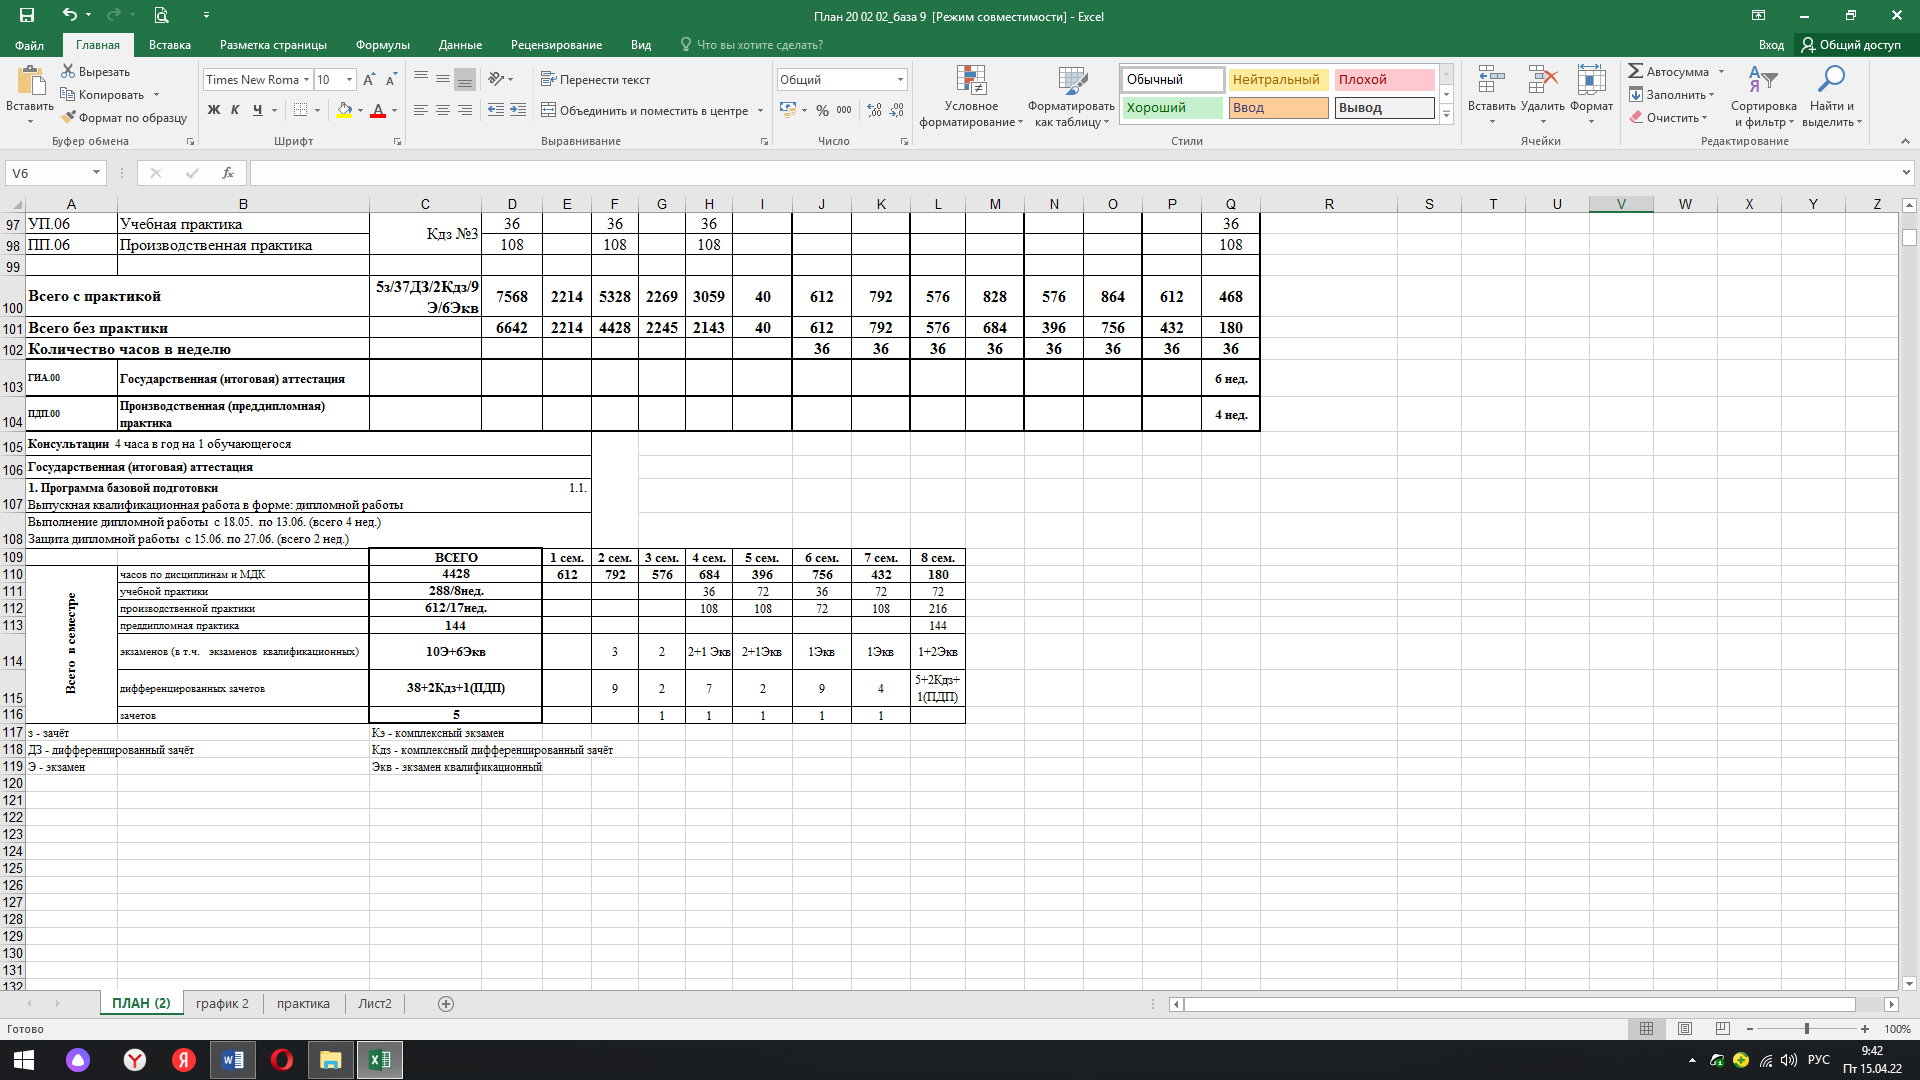 План 20 02 02_база 9 [Режим совместимости] - Excel
Файл Главная Вставка Разметка страницы Формулы Данные Рецензирование Вид Что вы хотите сделать? Вход Общий доступ
Вставить Вырезать Копировать Формат по образцу Буфер обмена
Times New Roma 10 Ж К Ч Шрифт
Перенести текст Объединить и поместить в центре Выравнивание
Общий % 000 Число
Условное форматирование Форматировать как таблицу
Обычный Нейтральный Плохой
Хороший Ввод Вывод
Стили
Вставить Удалить Формат Ячейки
Автосумма Заполнить Очистить Сортировка и фильтр Найти и выделить Редактирование
V6 fx
A B C D E F G H I J K L M N O P Q R S T U V W X Y Z
97 УП.06 Учебная практика Кдз №3 36 36 36 36
98 ПП.06 Производственная практика 108 108 108 108
99
100 Всего с практикой 5з/37ДЗ/2Кдз/9Э/6Экв 7568 2214 5328 2269 3059 40 612 792 576 828 576 864 612 468
101 Всего без практики 6642 2214 4428 2245 2143 40 612 792 576 684 396 756 432 180
102 Количество часов в неделю 36 36 36 36 36 36 36 36
103 ГИА.00 Государственная (итоговая) аттестация 6 нед.
104 ПДП.00 Производственная (преддипломная) практика 4 нед.
105 Консультации 4 часа в год на 1 обучающегося
106 Государственная (итоговая) аттестация
1. Программа базовой подготовки 1.1.
107 Выпускная квалификационная работа в форме: дипломной работы
Выполнение дипломной работы с 18.05. по 13.06. (всего 4 нед.)
108 Защита дипломной работы с 15.06. по 27.06. (всего 2 нед.)
109 ВСЕГО 1 сем. 2 сем. 3 сем. 4 сем. 5 сем. 6 сем. 7 сем. 8 сем.
Всего в семестре
110 часов по дисциплинам и МДК 4428 612 792 576 684 396 756 432 180
111 учебной практики 288/8нед. 36 72 36 72 72
112 производственной практики 612/17нед. 108 108 72 108 216
113 преддипломная практика 144 144
114 экзаменов (в т.ч. экзаменов квалификационных) 10Э+6Экв 3 2 2+1 Экв 2+1Экв 1Экв 1Экв 1+2Экв
115 дифференцированных зачетов 38+2Кдз+1(ПДП) 9 2 7 2 9 4 5+2Кдз+1(ПДП)
116 зачетов 5 1 1 1 1 1
117 з - зачёт Кэ - комплексный экзамен
118 ДЗ - дифференцированный зачёт Кдз - комплексный дифференцированный зачёт
119 Э - экзамен Экв - экзамен квалификационный
120
121
122
123
124
125
126
127
128
129
130
131
132
ПЛАН (2) график 2 практика Лист2
Готово 100%
РУС 9:42
Пт 15.04.22